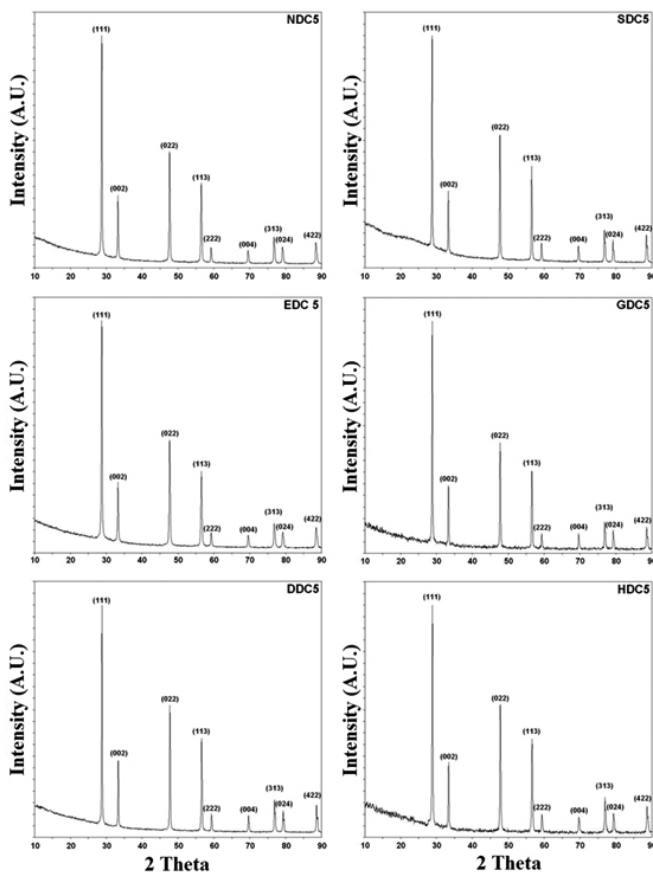 NDC5
(111)
(022)
(113)
(002)
(313)
(222)
(024)
(004)
(422)
Intensity (A.U.)
10 20 30 40 50 60 70 80 90
SDC5
(111)
(022)
(113)
(002)
(313)
(222)
(004)
(024)
(422)
Intensity (A.U.)
10 20 30 40 50 60 70 80 90
EDC 5
(111)
(022)
(113)
(002)
(313)
(222)
(004)
(024)
(422)
Intensity (A.U.)
10 20 30 40 50 60 70 80 90
GDC5
(111)
(022)
(113)
(002)
(313)
(222)
(004)
(024)
(422)
Intensity (A.U.)
10 20 30 40 50 60 70 80 90
DDC5
(111)
(022)
(113)
(002)
(313)
(222)
(004)
(024)
(422)
Intensity (A.U.)
10 20 30 40 50 60 70 80 90
2 Theta
HDC5
(111)
(022)
(113)
(002)
(313)
(222)
(004)
(024)
(422)
Intensity (A.U.)
10 20 30 40 50 60 70 80 90
2 Theta